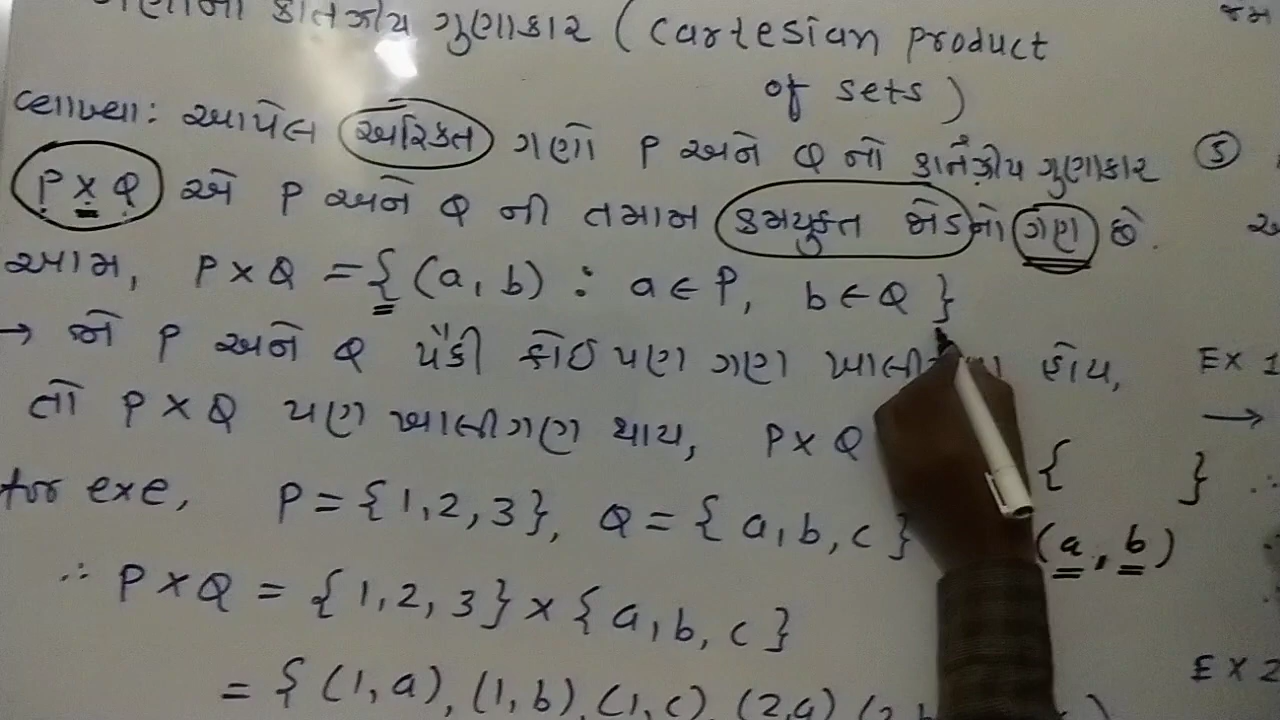 ગણોનો કાર્તેઝીય ગુણાકાર (Cartesian product
of sets)
વ્યાખ્યા: આપેલ અરિક્ત ગણો P અને Q નો કાર્તેઝીય ગુણાકાર
P × Q એ P અને Q ની તમામ ક્રમયુક્ત જોડનો ગણ છે.
આમ, P × Q = {(a, b) : a ∈ P, b ∈ Q }
→ જો P અને Q પૈકી કોઈ પણ ગણ હોય,
તો P × Q પણ ખાલીગણ થાય, P × Q
{ }
for exe, P = {1, 2, 3}, Q = { a, b, c }
(a, b)
∴ P × Q = {1, 2, 3} × { a, b, c }
= { (1, a), (1, b), (1, c), (2, a)
5
EX 1
→
EX 2